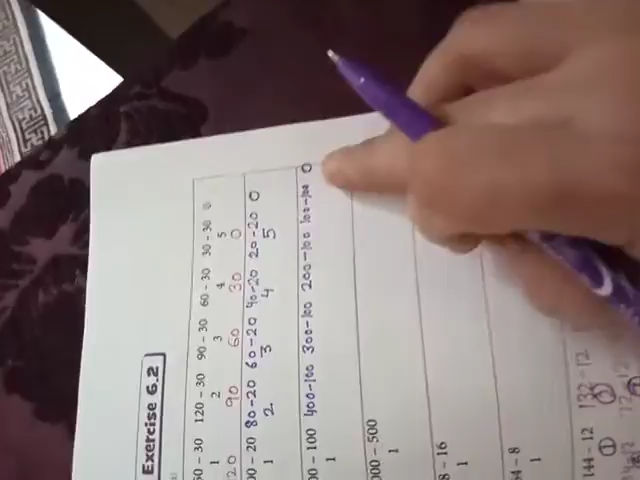 Exercise 6.2
50 - 30 120 - 30 90 - 30 60 - 30 30 - 30 0
1 2 3 4 5
20 90 60 30 0
00 - 20 80-20 60-20 40-20 20-20 0
1 2 3 4 5
00 - 100 400-100 300-100 200-100 100-100 0
1
000 - 500
1
8 - 16
1
64 - 8
1
144 - 12 132-12
1